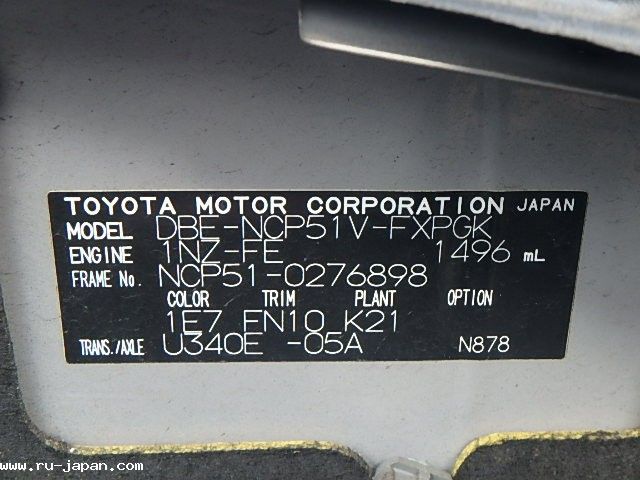 TOYOTA MOTOR CORPORATION JAPAN
MODEL DBE-NCP51V-FXPGK
ENGINE 1NZ-FE 1496 mL
FRAME No. NCP51-0276898
COLOR TRIM PLANT OPTION
1E7 FN10 K21
TRANS./AXLE U340E -05A N878
www.ru-japan.com